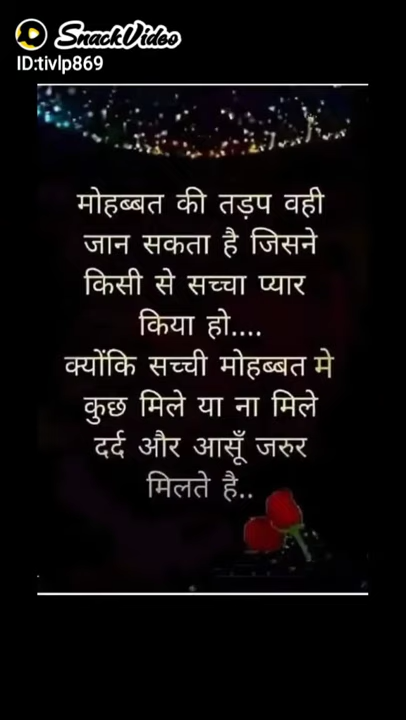 SnackVideo
ID:tivlp869
मोहब्बत की तड़प वही
जान सकता है जिसने
किसी से सच्चा प्यार
किया हो....
क्योंकि सच्ची मोहब्बत मे
कुछ मिले या ना मिले
दर्द और आसूँ जरुर
मिलते है..